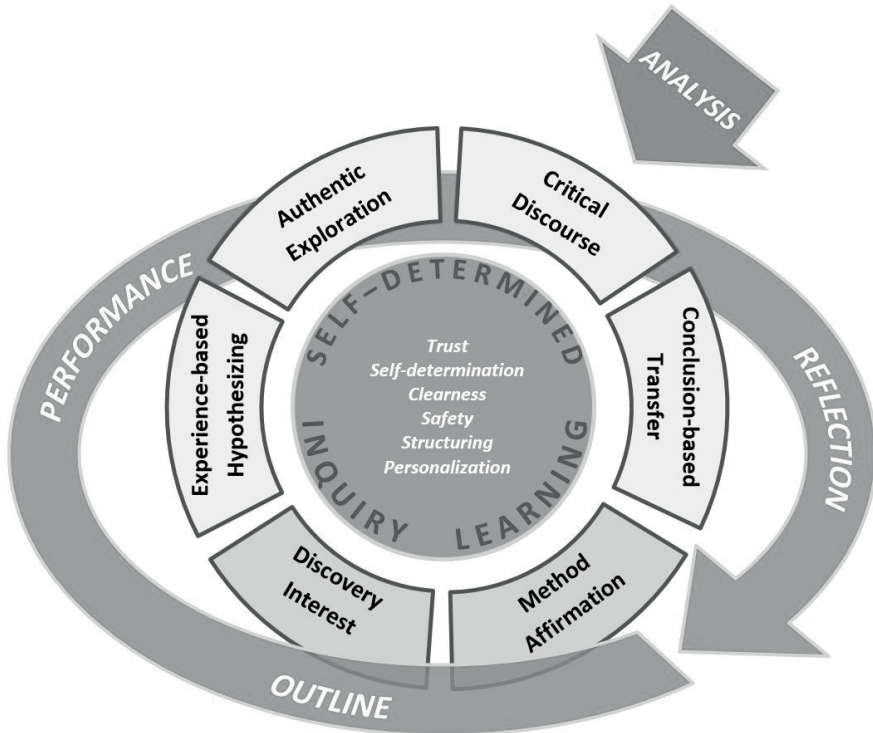 ANALYSIS
Authentic
Exploration
Critical
Discourse
PERFORMANCE
SELF–DETERMINED
Trust
Self-determination
Clearness
Safety
Structuring
Personalization
INQUIRY LEARNING
Experience-based
Hypothesizing
Conclusion-based
Transfer
REFLECTION
Discovery
Interest
Method
Affirmation
OUTLINE